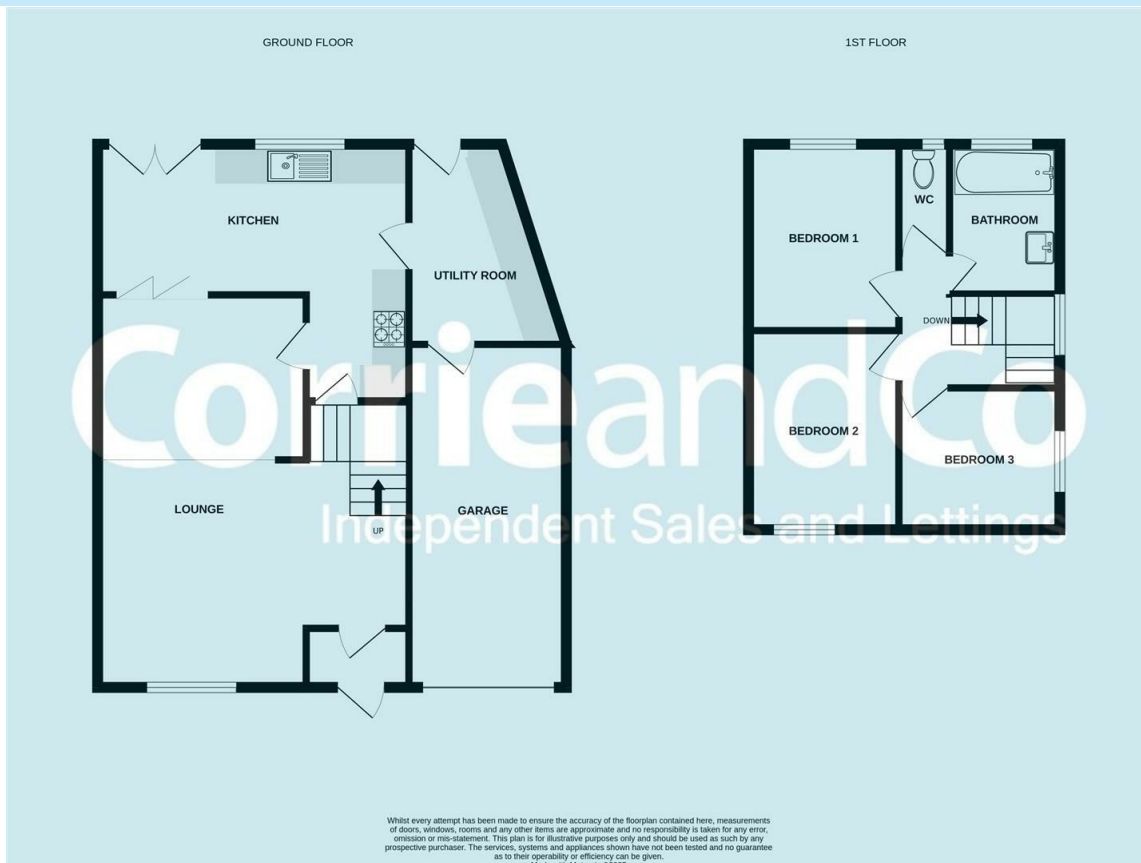 GROUND FLOOR
1ST FLOOR
KITCHEN
UTILITY ROOM
LOUNGE
UP
GARAGE
BEDROOM 1
WC
BATHROOM
DOWN
BEDROOM 2
BEDROOM 3
CorrieandCo
Independent Sales and Lettings
Whilst every attempt has been made to ensure the accuracy of the floorplan contained here, measurements
of doors, windows, rooms and any other items are approximate and no responsibility is taken for any error,
omission or mis-statement. This plan is for illustrative purposes only and should be used as such by any
prospective purchaser. The services, systems and appliances shown have not been tested and no guarantee
as to their operability or efficiency can be given.